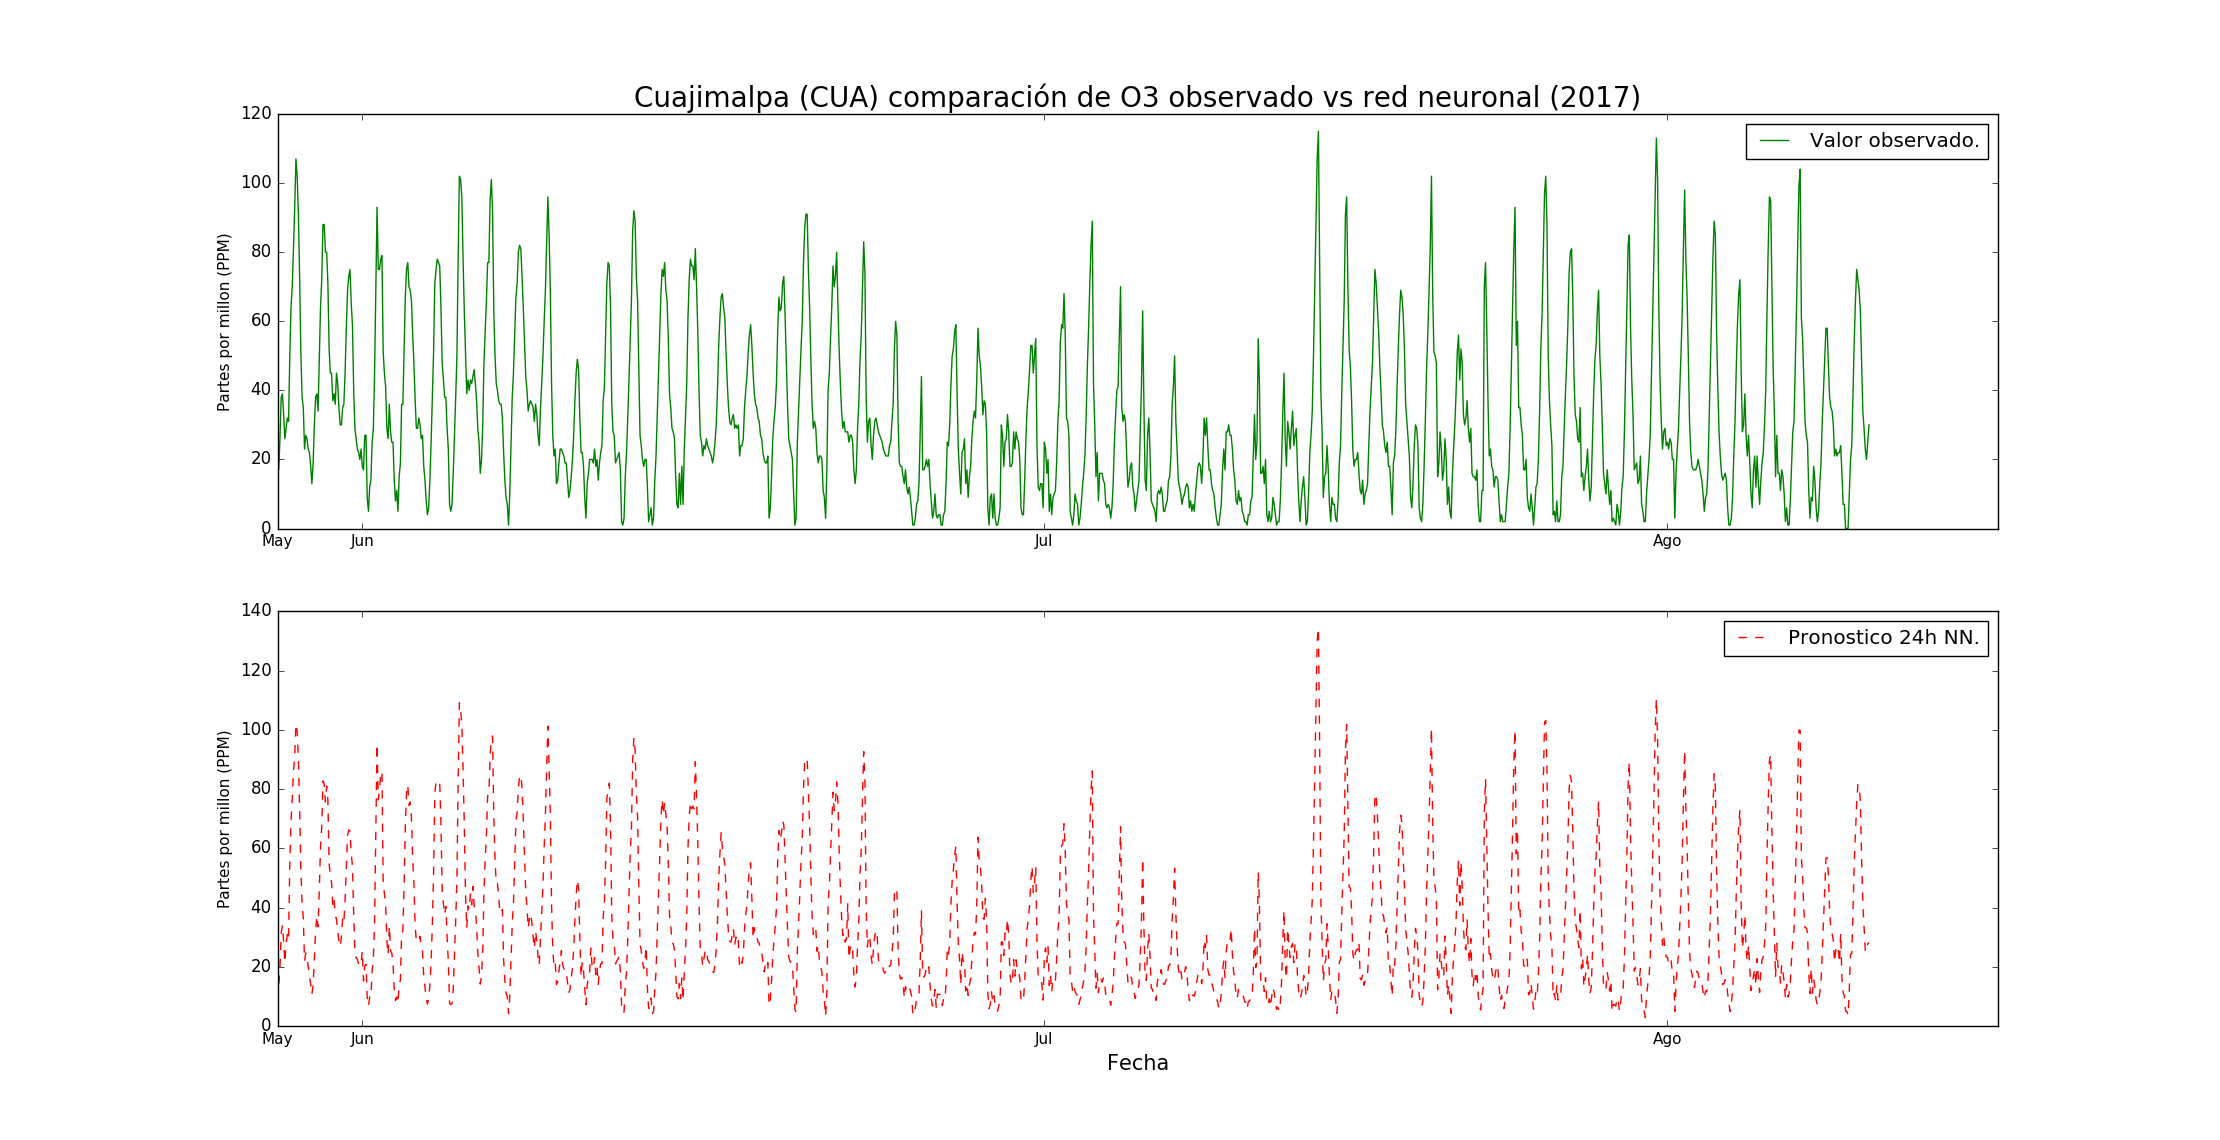 Cuajimalpa (CUA) comparación de O3 observado vs red neuronal (2017)
120
100
80
60
40
20
0
Partes por millon (PPM)
Valor observado.
May Jun Jul Ago
140
120
100
80
60
40
20
0
Partes por millon (PPM)
Pronostico 24h NN.
May Jun Jul Ago
Fecha